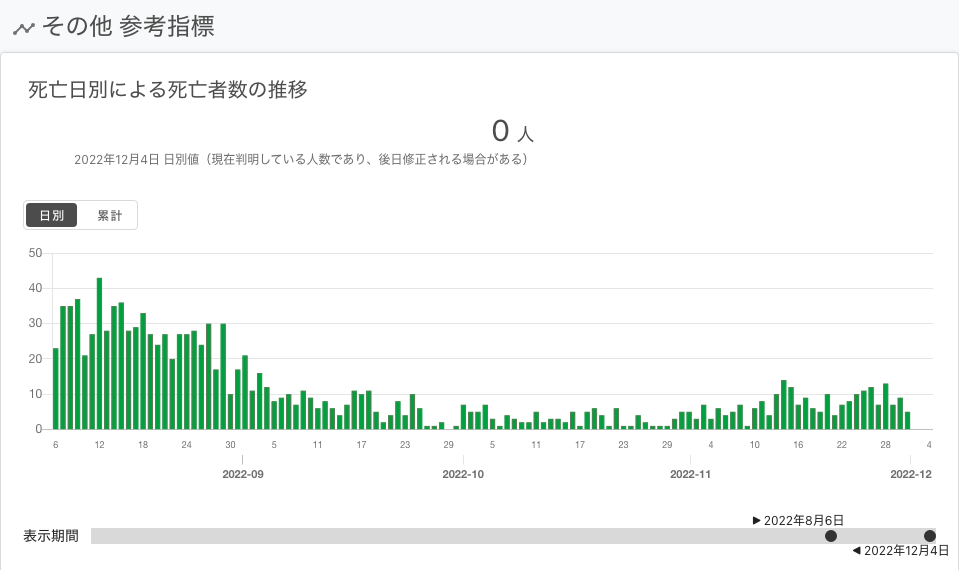 その他 参考指標
死亡日別による死亡者数の推移
0 人
2022年12月4日 日別値（現在判明している人数であり、後日修正される場合がある）
日別 累計
50
40
30
20
10
0
6 12 18 24 30 5 11 17 23 29 5 11 17 23 29 4 10 16 22 28 4
2022-09 2022-10 2022-11 2022-12
▶ 2022年8月6日
表示期間
◀ 2022年12月4日